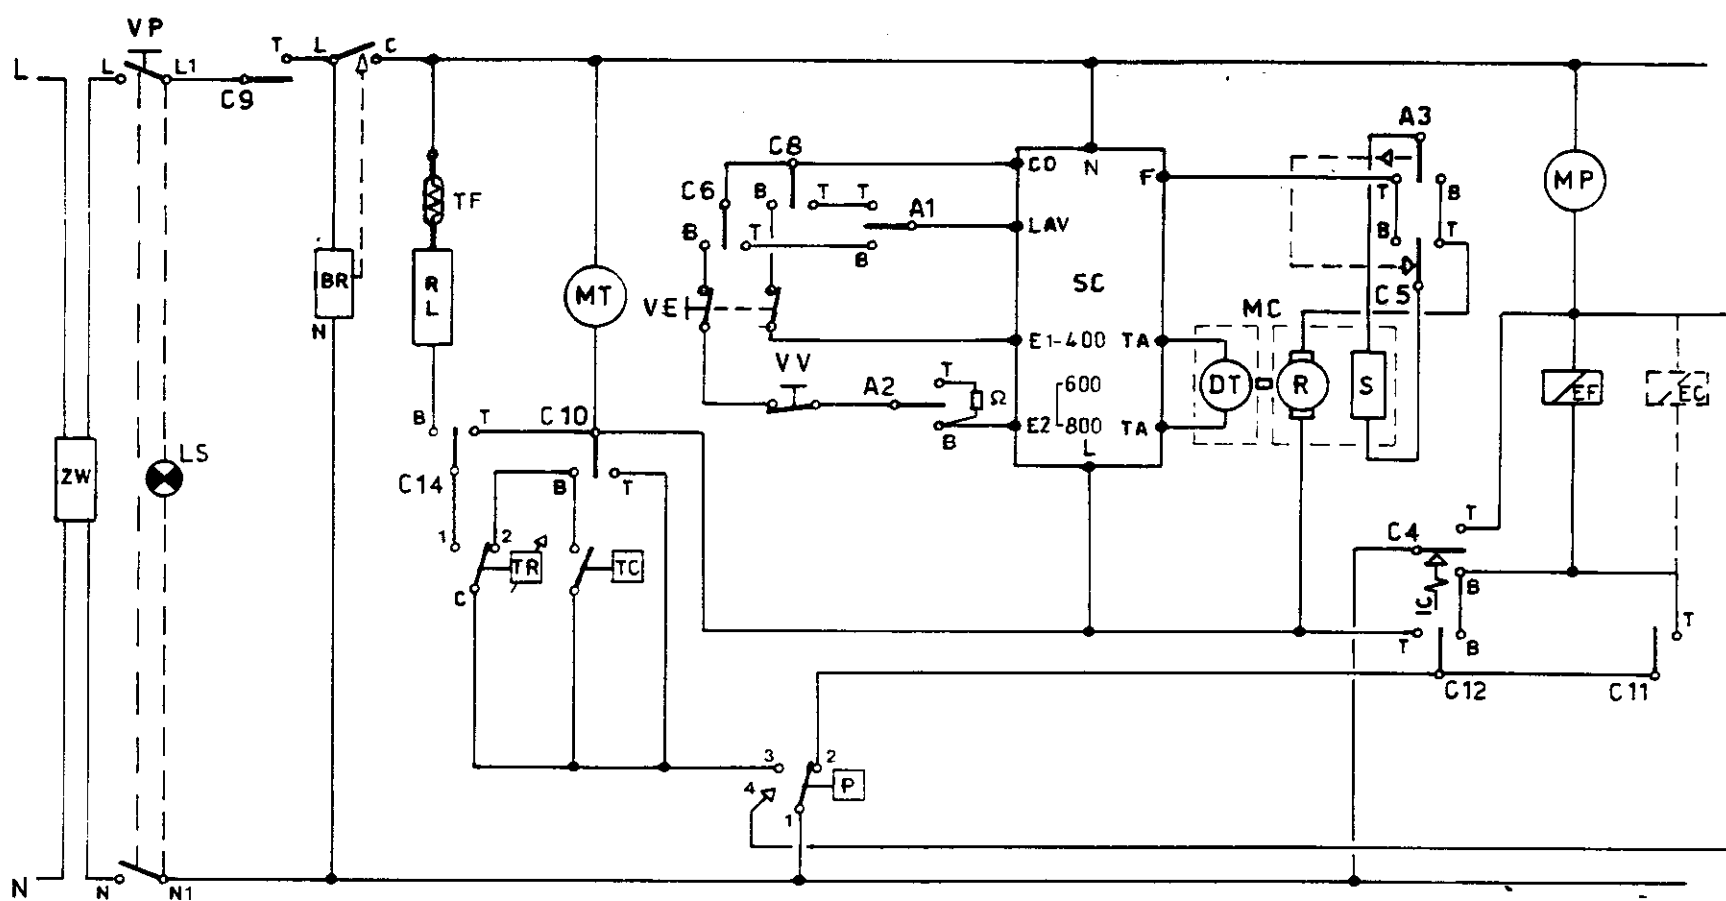 VP
T L C
L L L1
C9
A3
C8
CO N F
MP
C6 B T T
TF
T B
A1
LAV
B T B
B T
BR
R
L
MT
SC
C5
VE
MC
N
E1-400 TA
VV
A2
T
600
DT R S
EF EC
Ω
B T
C10
B
E2 800 TA
L
LS
ZW
C14
B T
T
C4
1 2
TR TC
C
IC
B
T
T B
C12 C11
3 2
4
P
1
N N N1